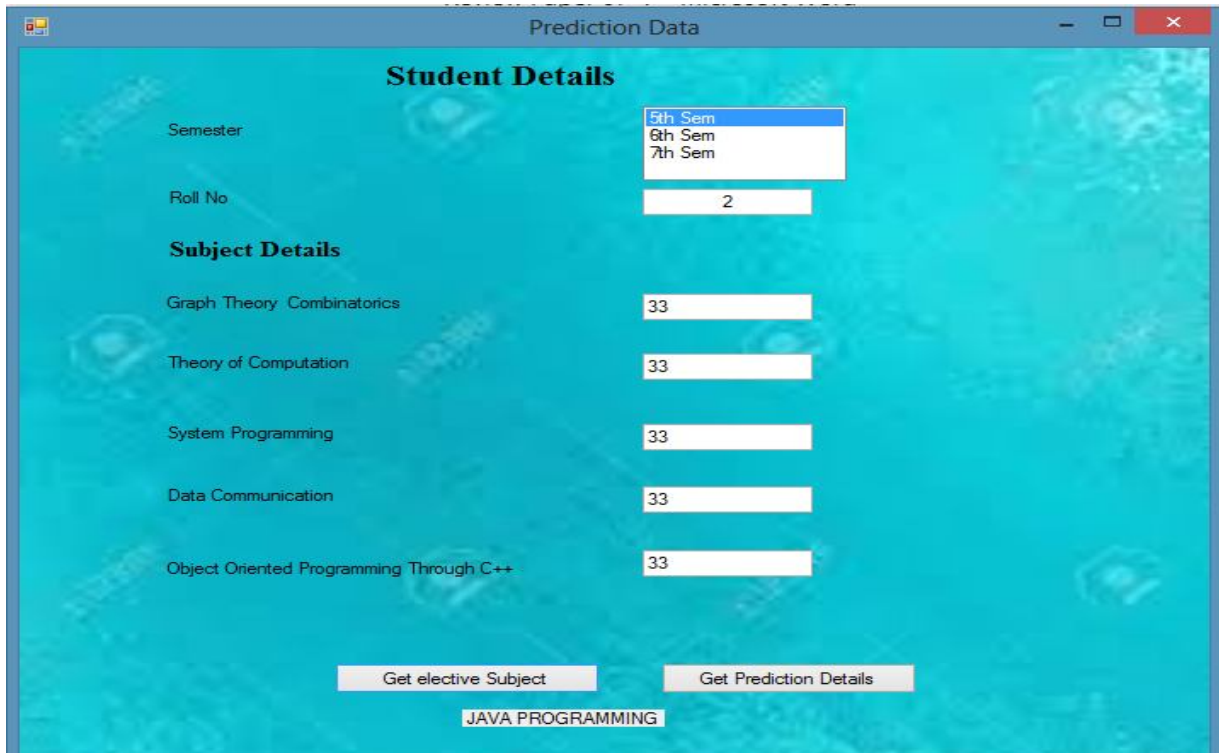 Prediction Data
Student Details
Semester
5th Sem
6th Sem
7th Sem
Roll No
2
Subject Details
Graph Theory Combinatorics
33
Theory of Computation
33
System Programming
33
Data Communication
33
Object Oriented Programming Through C++
33
Get elective Subject
Get Prediction Details
JAVA PROGRAMMING